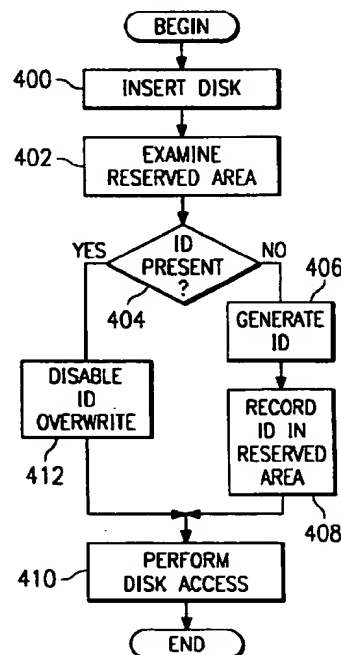 BEGIN
400
INSERT DISK
402
EXAMINE
RESERVED AREA
YES
ID
PRESENT
?
NO
404
406
GENERATE
ID
DISABLE
ID
OVERWRITE
412
RECORD
ID IN
RESERVED
AREA
408
410
PERFORM
DISK ACCESS
END